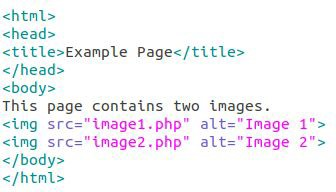 <html>
<head>
<title>Example Page</title>
</head>
<body>
This page contains two images.
<img src="image1.php" alt="Image 1">
<img src="image2.php" alt="Image 2">
</body>
</html>